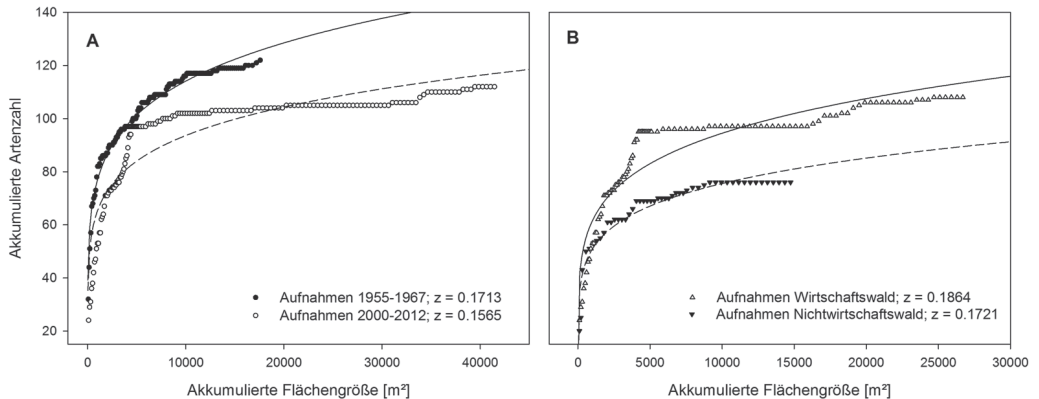 A
B
Akkumulierte Artenzahl
140
120
100
80
60
40
20
Aufnahmen 1955-1967; z = 0.1713
Aufnahmen 2000-2012; z = 0.1565
Aufnahmen Wirtschaftswald; z = 0.1864
Aufnahmen Nichtwirtschaftswald; z = 0.1721
0 10000 20000 30000 40000
0 5000 10000 15000 20000 25000 30000
Akkumulierte Flächengröße [m²]
Akkumulierte Flächengröße [m²]